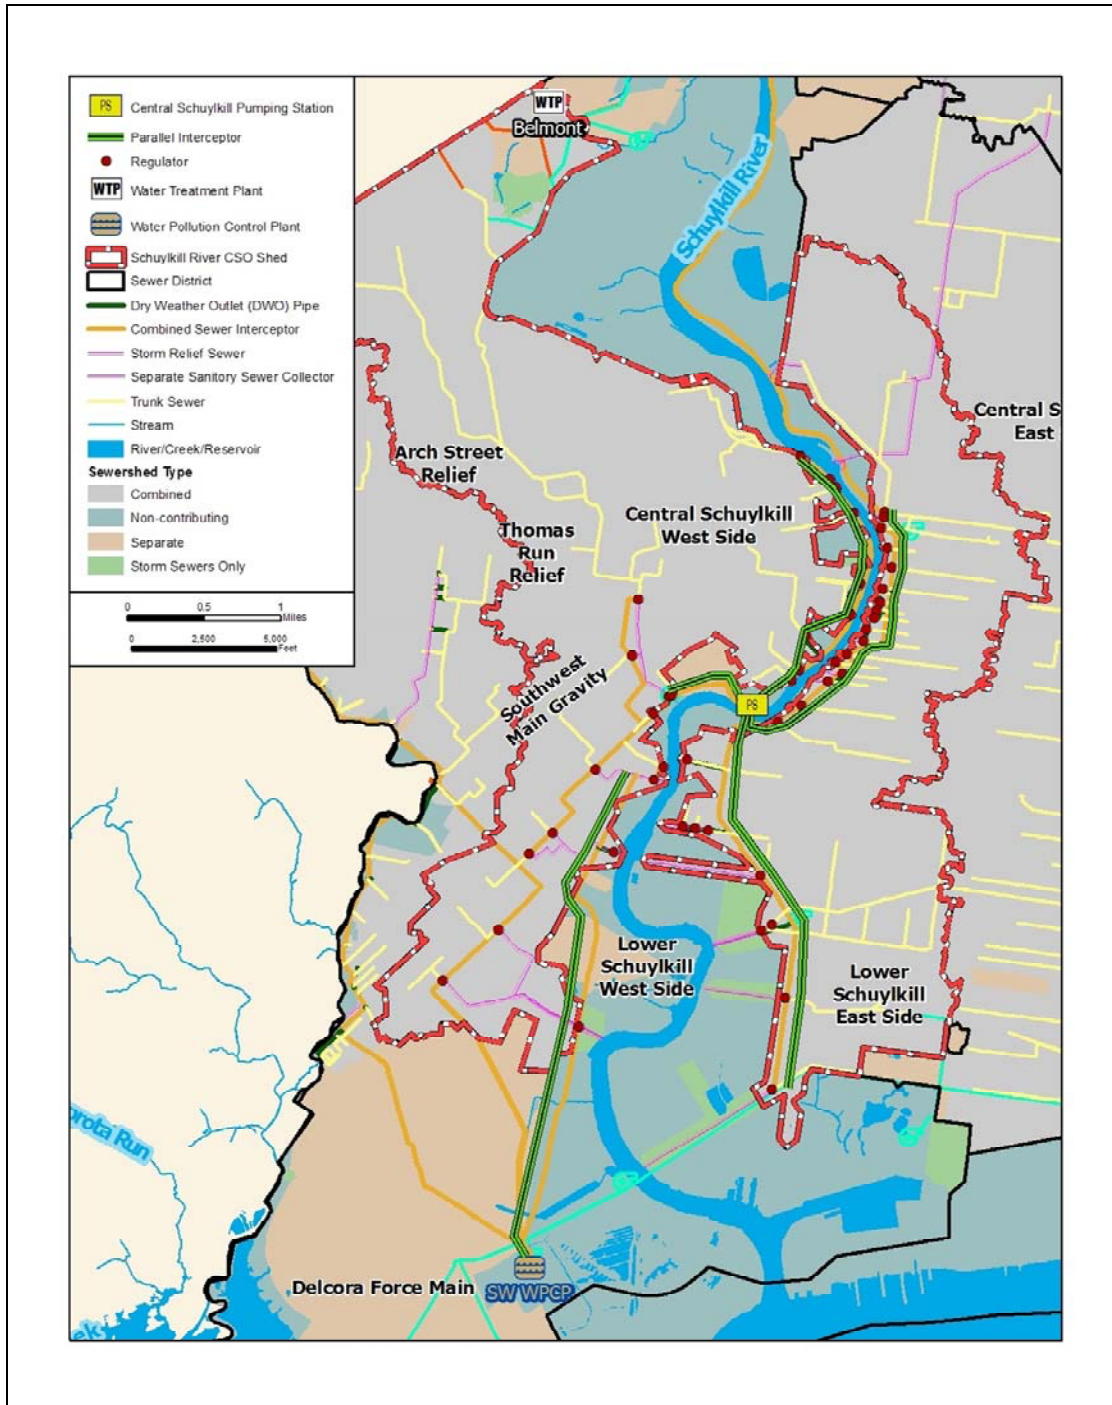 PS
Central Schuylkill Pumping Station
Parallel Interceptor
Regulator
WTP
Water Treatment Plant
Water Pollution Control Plant
Schuylkill River CSO Shed
Sewer District
Dry Weather Outlet (DWO) Pipe
Combined Sewer Interceptor
Storm Relief Sewer
Separate Sanitary Sewer Collector
Trunk Sewer
Stream
River/Creek/Reservoir
Sewershed Type
Combined
Non-contributing
Separate
Storm Sewers Only
0 0.5 1
Miles
0 2,500 5,000
Feet
WTP
Belmont
Schuylkill River
Central S
East
Arch Street
Relief
Thomas
Run
Relief
Central Schuylkill
West Side
Southwest
Main Gravity
PS
Lower
Schuylkill
West Side
Lower
Schuylkill
East Side
orota Run
Delcora Force Main
SW WPCP
ek